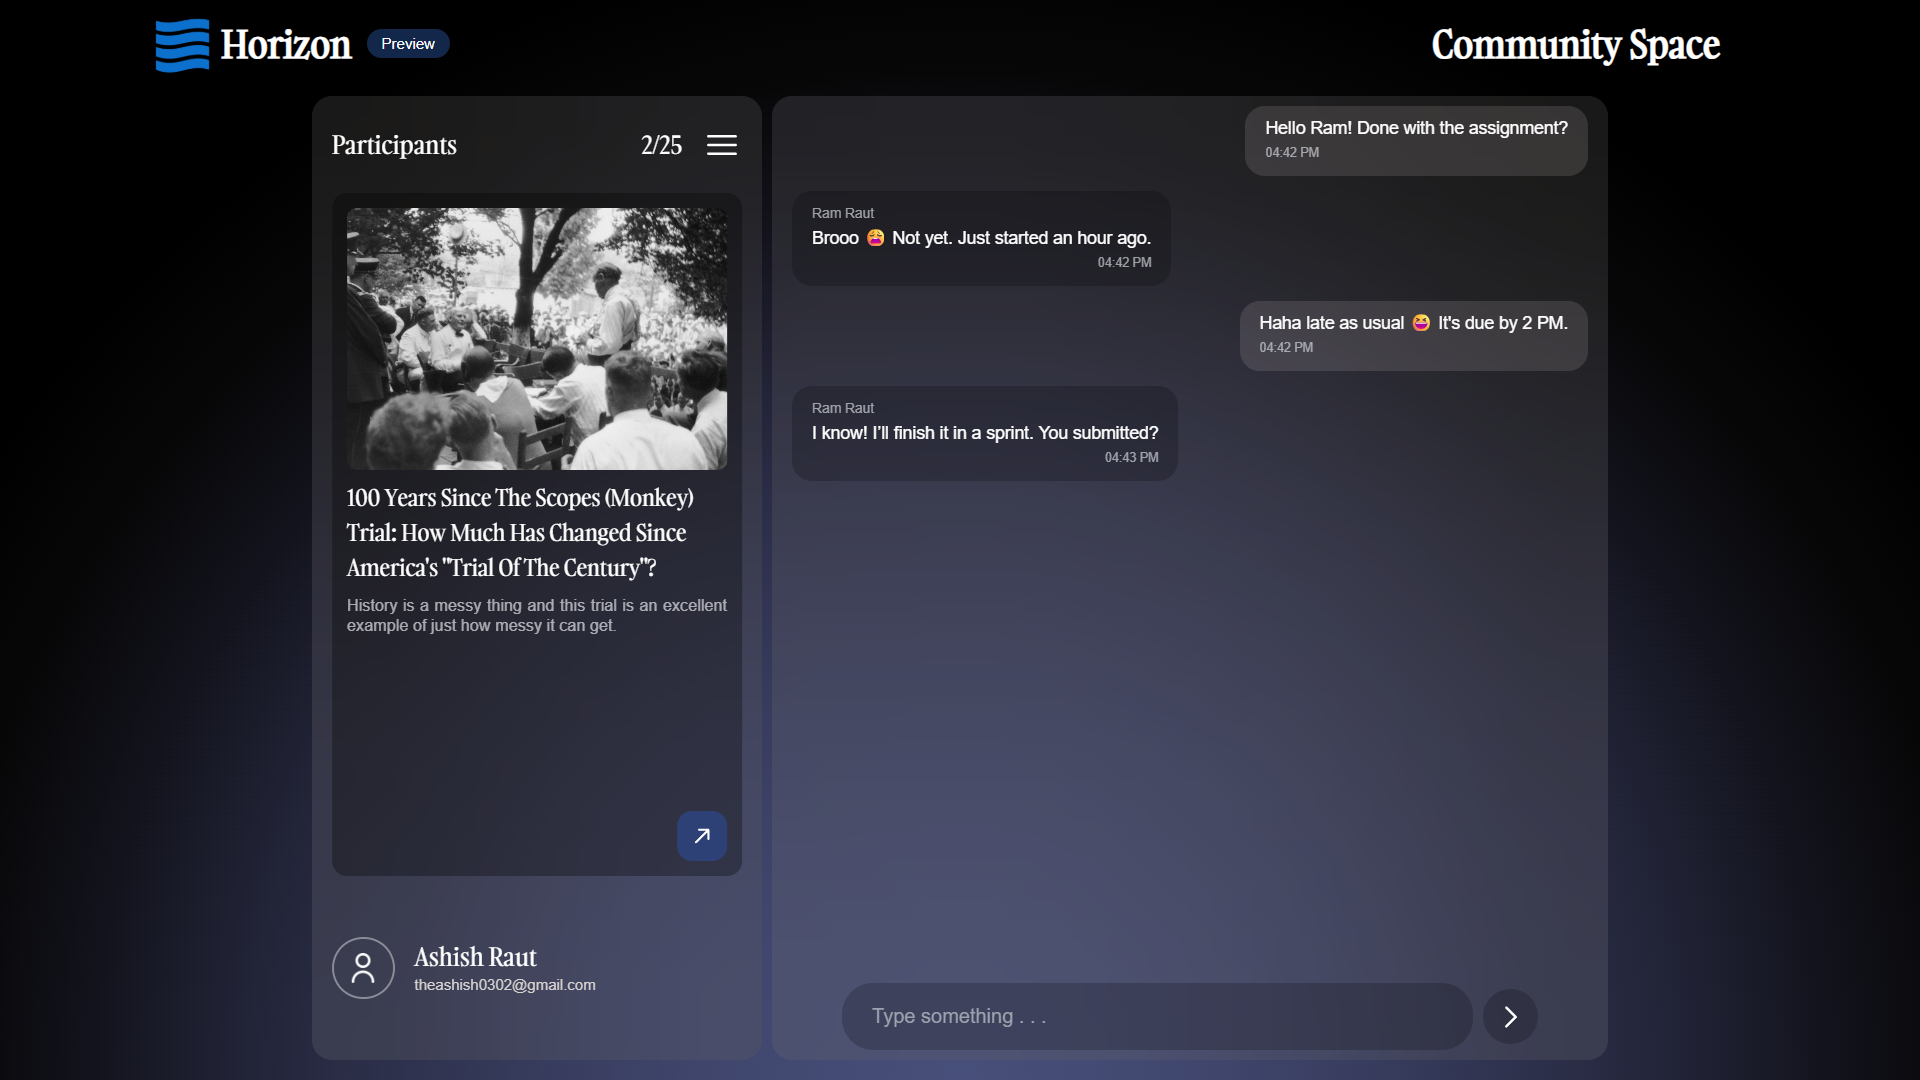 Horizon
Preview
Community Space
Participants
2/25
100 Years Since The Scopes (Monkey)
Trial: How Much Has Changed Since
America's "Trial Of The Century"?
History is a messy thing and this trial is an excellent
example of just how messy it can get.
Ashish Raut
theashish0302@gmail.com
Hello Ram! Done with the assignment?
04:42 PM
Ram Raut
Brooo 😩 Not yet. Just started an hour ago.
04:42 PM
Haha late as usual 😆 It's due by 2 PM.
04:42 PM
Ram Raut
I know! I’ll finish it in a sprint. You submitted?
04:43 PM
Type something . . .